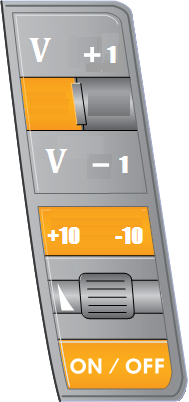 V + 1
V - 1
+10 -10
ON / OFF